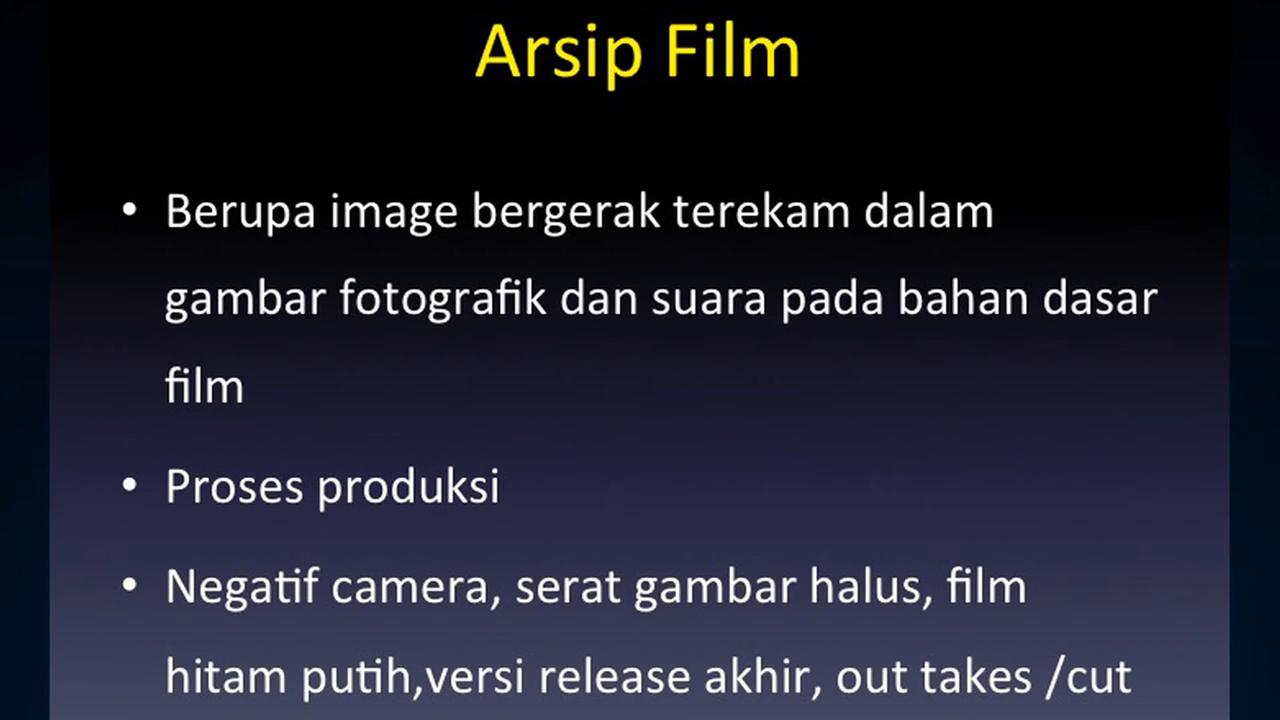 Arsip Film
• Berupa image bergerak terekam dalam
gambar fotografik dan suara pada bahan dasar
film
• Proses produksi
• Negatif camera, serat gambar halus, film
hitam putih,versi release akhir, out takes /cut